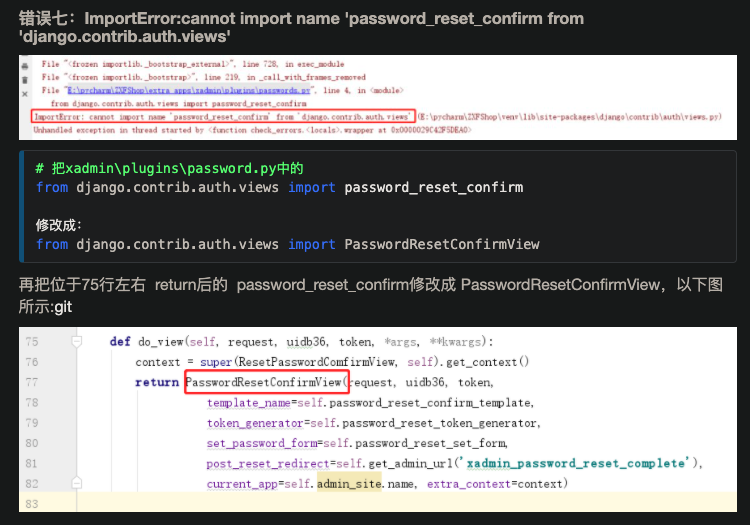 错误七：ImportError:cannot import name 'password_reset_confirm from
'django.contrib.auth.views'
File "<frozen importlib._bootstrap_external>", line 728, in exec_module
File "<frozen importlib._bootstrap>", line 219, in _call_with_frames_removed
File "E:\pycharm\ZXFShop\extra_apps\xadmin\plugins\passwords.py", line 4, in <module>
from django.contrib.auth.views import password_reset_confirm
ImportError: cannot import name 'password_reset_confirm' from 'django.contrib.auth.views' (E:\pycharm\ZXFShop\venv\lib\site-packages\django\contrib\auth\views.py)
Unhandled exception in thread started by <function check_errors.<locals>.wrapper at 0x0000029C42F5DEA0>
# 把xadmin\plugins\password.py中的
from django.contrib.auth.views import password_reset_confirm
修改成：
from django.contrib.auth.views import PasswordResetConfirmView
再把位于75行左右 return后的 password_reset_confirm修改成 PasswordResetConfirmView，以下图
所示:git
75 def do_view(self, request, uidb36, token, *args, **kwargs):
76 context = super(ResetPasswordComfirmView, self).get_context()
77 return PasswordResetConfirmView(request, uidb36, token,
78 template_name=self.password_reset_confirm_template,
79 token_generator=self.password_reset_token_generator,
80 set_password_form=self.password_reset_set_form,
81 post_reset_redirect=self.get_admin_url('xadmin_password_reset_complete'),
82 current_app=self.admin_site.name, extra_context=context)
83